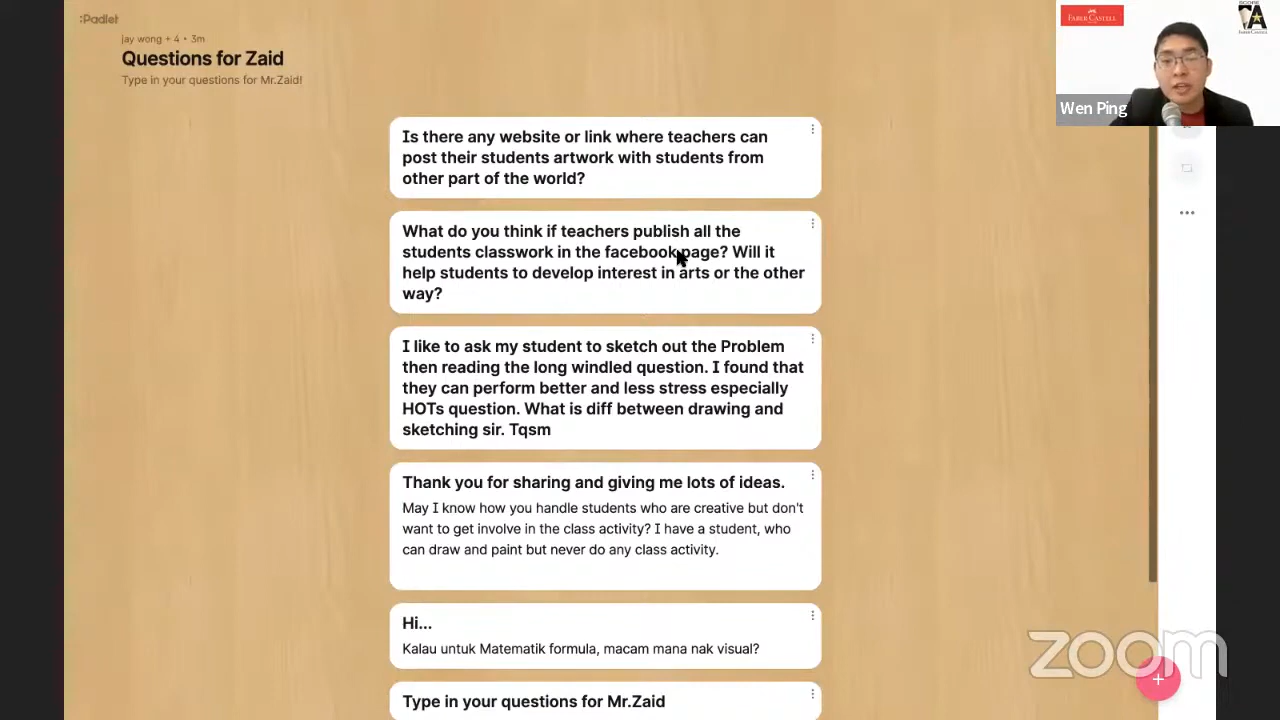 :Padlet
jay wong + 4 • 3m
Questions for Zaid
Type in your questions for Mr.Zaid!
FABER-CASTELL
SCORE
A
FABER-CASTELL
Wen Ping
Is there any website or link where teachers can
post their students artwork with students from
other part of the world?
What do you think if teachers publish all the
students classwork in the facebook page? Will it
help students to develop interest in arts or the other
way?
I like to ask my student to sketch out the Problem
then reading the long windled question. I found that
they can perform better and less stress especially
HOTs question. What is diff between drawing and
sketching sir. Tqsm
Thank you for sharing and giving me lots of ideas.
May I know how you handle students who are creative but don't
want to get involve in the class activity? I have a student, who
can draw and paint but never do any class activity.
Hi...
Kalau untuk Matematik formula, macam mana nak visual?
Type in your questions for Mr.Zaid
zoom